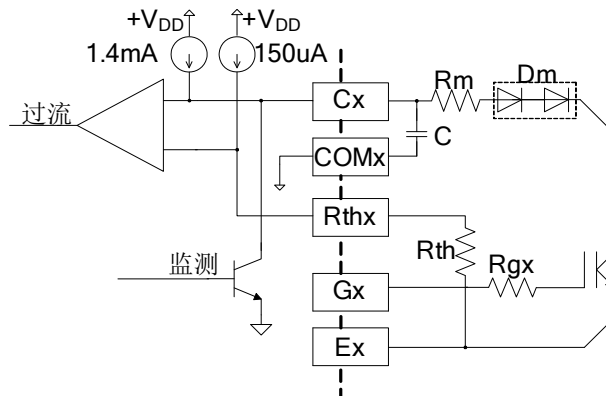 +VDD +VDD
1.4mA 150uA
过流
Cx
Rm
Dm
C
COMx
Rthx
Rth
监测
Gx
Rgx
Ex